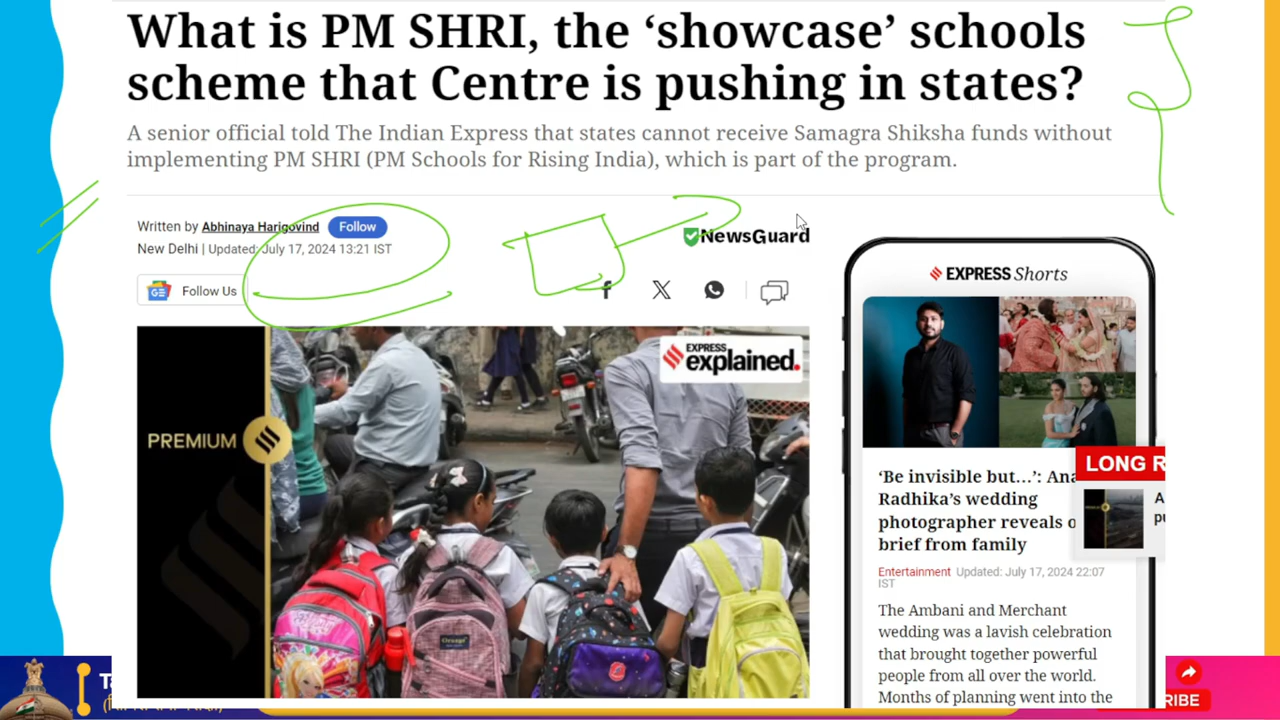 What is PM SHRI, the ‘showcase’ schools
scheme that Centre is pushing in states?
A senior official told The Indian Express that states cannot receive Samagra Shiksha funds without
implementing PM SHRI (PM Schools for Rising India), which is part of the program.
Written by Abhinaya Harigovind Follow
New Delhi | Updated: July 17, 2024 13:21 IST
NewsGuard
GE Follow Us
EXPRESS Shorts
EXPRESS
explained.
PREMIUM
LONG R
‘Be invisible but…’: Ana
Radhika’s wedding
photographer reveals o
brief from family
Entertainment Updated: July 17, 2024 22:07
IST
The Ambani and Merchant
wedding was a lavish celebration
that brought together powerful
people from all over the world.
Months of planning went into the
RIBE